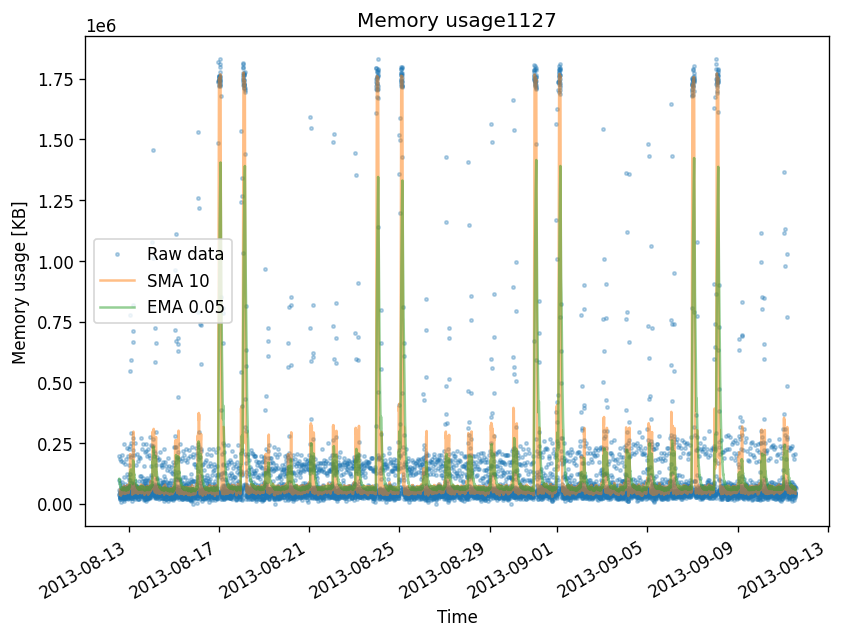 Memory usage1127
1e6
1.75
1.50
1.25
1.00
0.75
0.50
0.25
0.00
Memory usage [KB]
Raw data
SMA 10
EMA 0.05
2013-08-13
2013-08-17
2013-08-21
2013-08-25
2013-08-29
2013-09-01
2013-09-05
2013-09-09
2013-09-13
Time